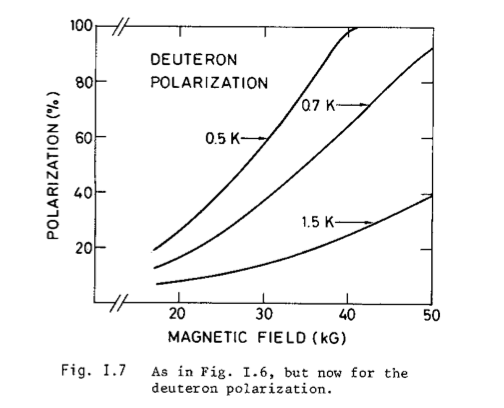 100
80
60
40
20
POLARIZATION (%)
DEUTERON
POLARIZATION
0.5 K
0.7 K
1.5 K
20 30 40 50
MAGNETIC FIELD (kG)
Fig. I.7 As in Fig. I.6, but now for the
deuteron polarization.